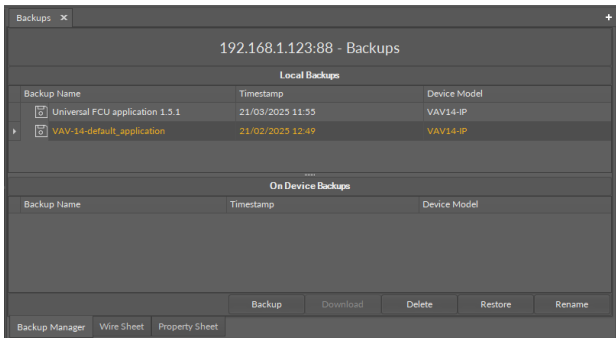 Backups ×
192.168.1.123:88 - Backups
Local Backups
Backup Name Timestamp Device Model
Universal FCU application 1.5.1 21/03/2025 11:55 VAV14-IP
VAV-14-default_application 21/02/2025 12:49 VAV14-IP
On Device Backups
Backup Name Timestamp Device Model
Backup Download Delete Restore Rename
Backup Manager Wire Sheet Property Sheet